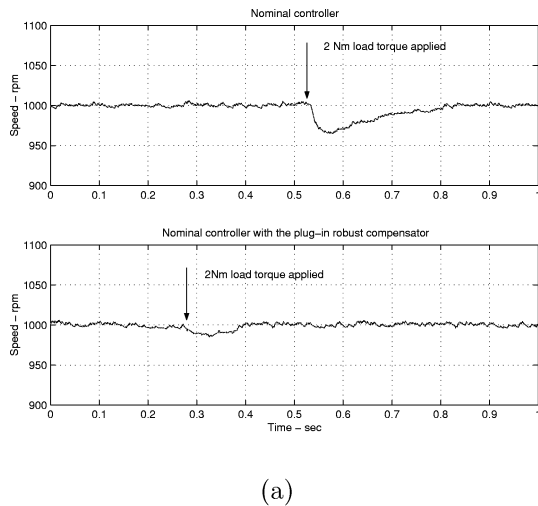 Nominal controller
1100
2 Nm load torque applied
1050
1000
950
900
Speed – rpm
0 0.1 0.2 0.3 0.4 0.5 0.6 0.7 0.8 0.9 1
Nominal controller with the plug–in robust compensator
1100
2Nm load torque applied
1050
1000
950
900
Speed – rpm
0 0.1 0.2 0.3 0.4 0.5 0.6 0.7 0.8 0.9 1
Time – sec
(a)